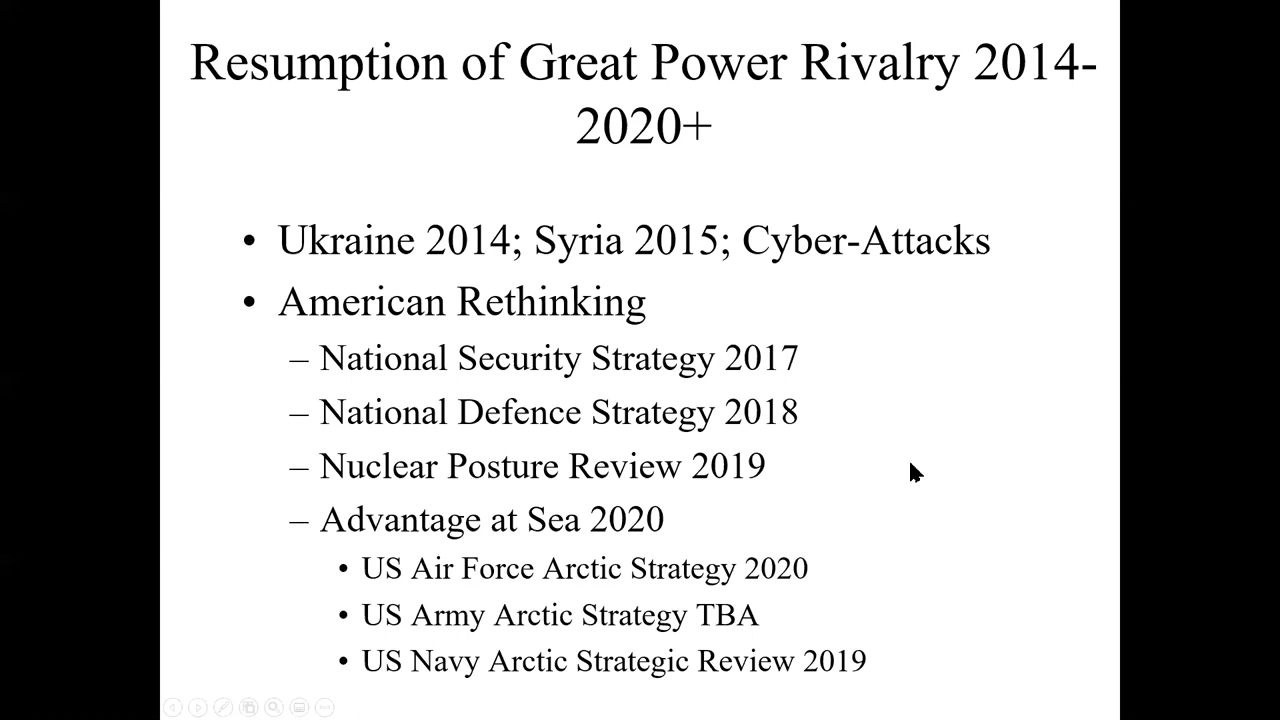 Resumption of Great Power Rivalry 2014-
2020+
• Ukraine 2014; Syria 2015; Cyber-Attacks
• American Rethinking
– National Security Strategy 2017
– National Defence Strategy 2018
– Nuclear Posture Review 2019
– Advantage at Sea 2020
• US Air Force Arctic Strategy 2020
• US Army Arctic Strategy TBA
• US Navy Arctic Strategic Review 2019